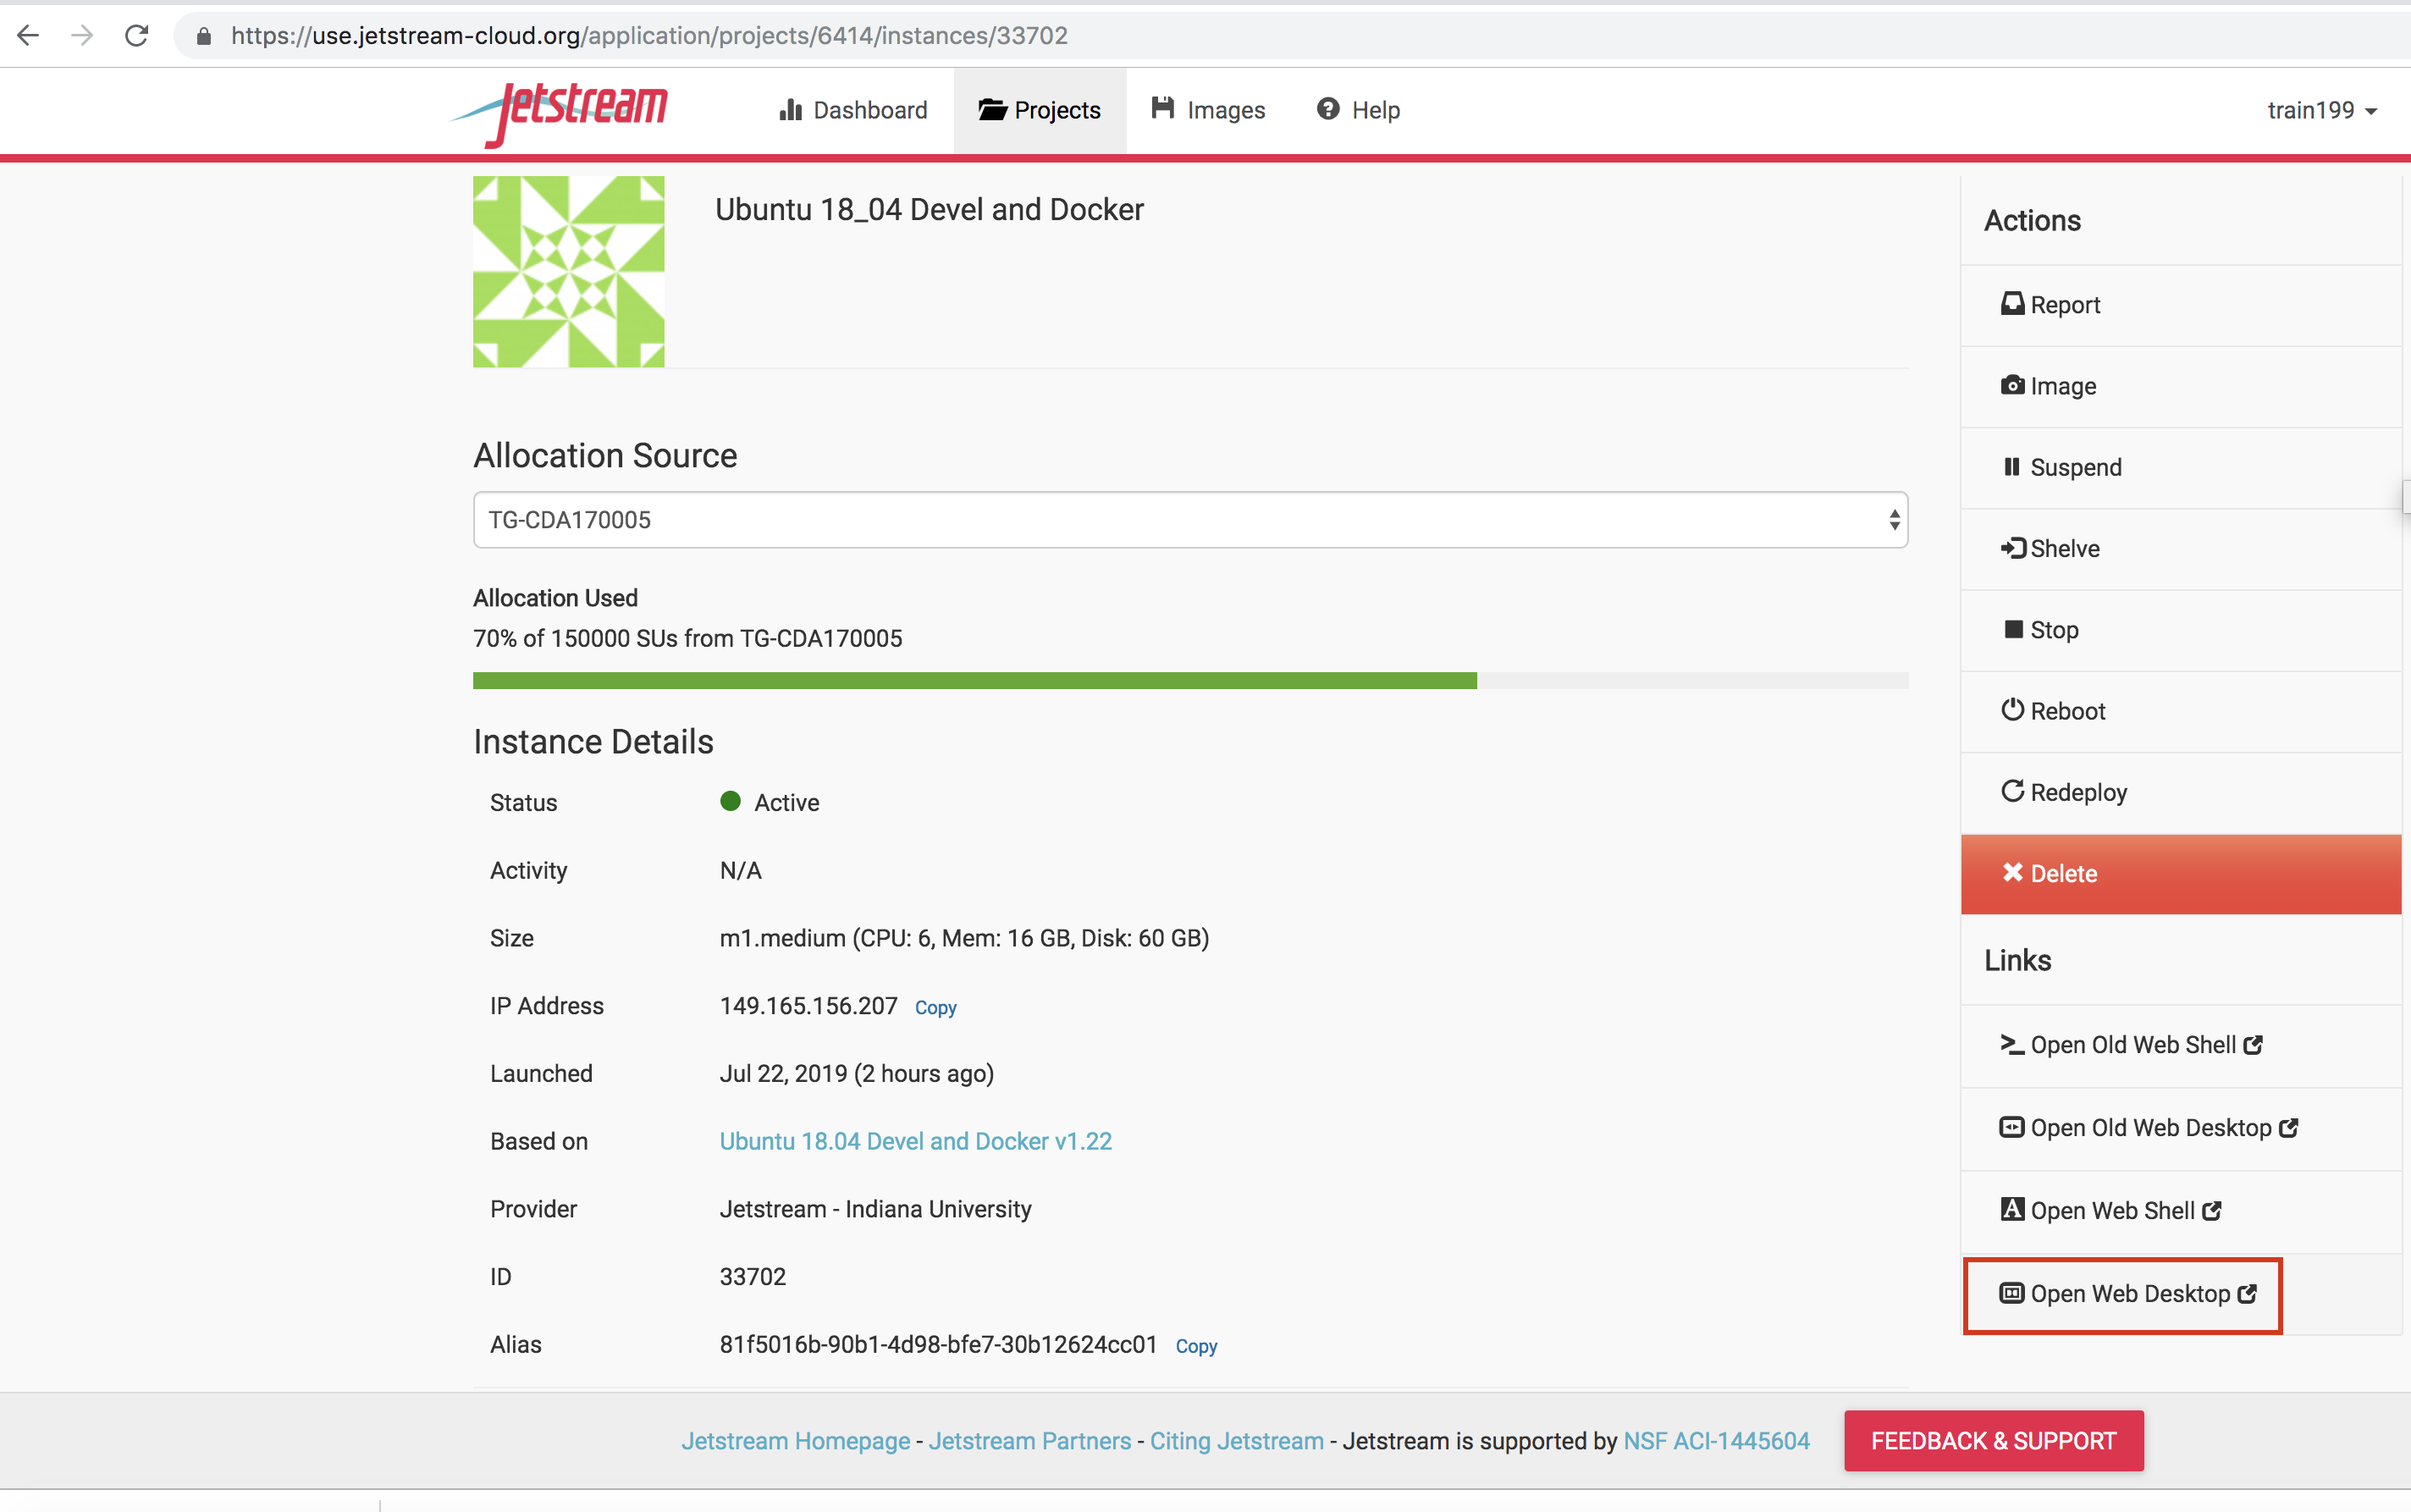 https://use.jetstream-cloud.org/application/projects/6414/instances/33702
Jetstream
Dashboard
Projects
Images
Help
train199
Ubuntu 18_04 Devel and Docker
Allocation Source
TG-CDA170005
Allocation Used
70% of 150000 SUs from TG-CDA170005
Instance Details
Status Active
Activity N/A
Size m1.medium (CPU: 6, Mem: 16 GB, Disk: 60 GB)
IP Address 149.165.156.207 Copy
Launched Jul 22, 2019 (2 hours ago)
Based on Ubuntu 18.04 Devel and Docker v1.22
Provider Jetstream - Indiana University
ID 33702
Alias 81f5016b-90b1-4d98-bfe7-30b12624cc01 Copy
Actions
Report
Image
Suspend
Shelve
Stop
Reboot
Redeploy
Delete
Links
Open Old Web Shell
Open Old Web Desktop
Open Web Shell
Open Web Desktop
Jetstream Homepage - Jetstream Partners - Citing Jetstream - Jetstream is supported by NSF ACI-1445604
FEEDBACK & SUPPORT